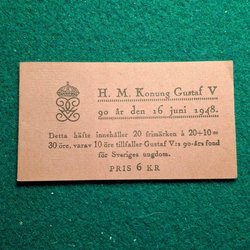 H. M. Konung Gustaf V
90 år den 16 juni 1948.
Detta häfte innehåller 20 frimärken à 20+10=
30 öre, varav 10 öre tillfaller Gustaf V:s 90-års fond
för Sveriges ungdom.
PRIS 6 KR